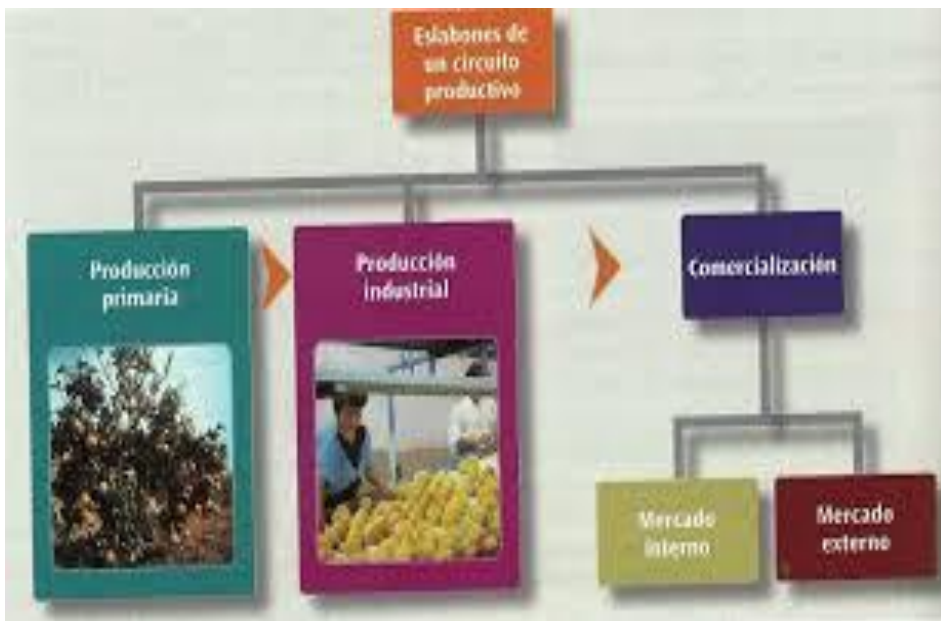 Eslabones de
un circuito
productivo
Producción
primaria
Producción
industrial
Comercialización
Mercado
interno
Mercado
externo